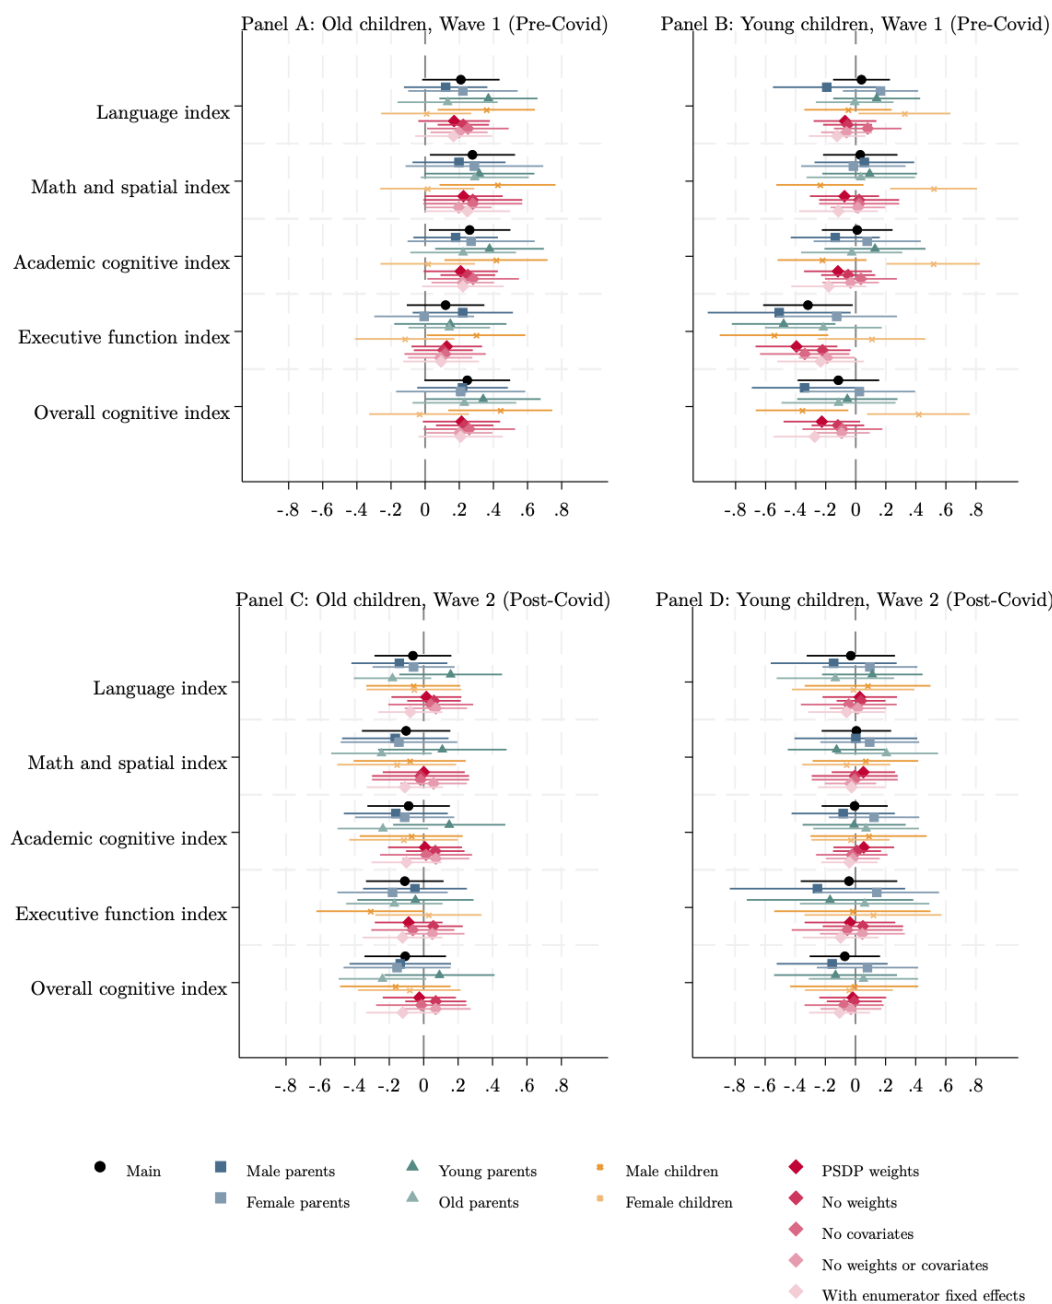 Panel A: Old children, Wave 1 (Pre-Covid)
Panel B: Young children, Wave 1 (Pre-Covid)
Language index
Math and spatial index
Academic cognitive index
Executive function index
Overall cognitive index
-.8 -.6 -.4 -.2 0 .2 .4 .6 .8
-.8 -.6 -.4 -.2 0 .2 .4 .6 .8
Panel C: Old children, Wave 2 (Post-Covid)
Panel D: Young children, Wave 2 (Post-Covid)
Language index
Math and spatial index
Academic cognitive index
Executive function index
Overall cognitive index
-.8 -.6 -.4 -.2 0 .2 .4 .6 .8
-.8 -.6 -.4 -.2 0 .2 .4 .6 .8
Main
Male parents
Female parents
Young parents
Old parents
Male children
Female children
PSDP weights
No weights
No covariates
No weights or covariates
With enumerator fixed effects